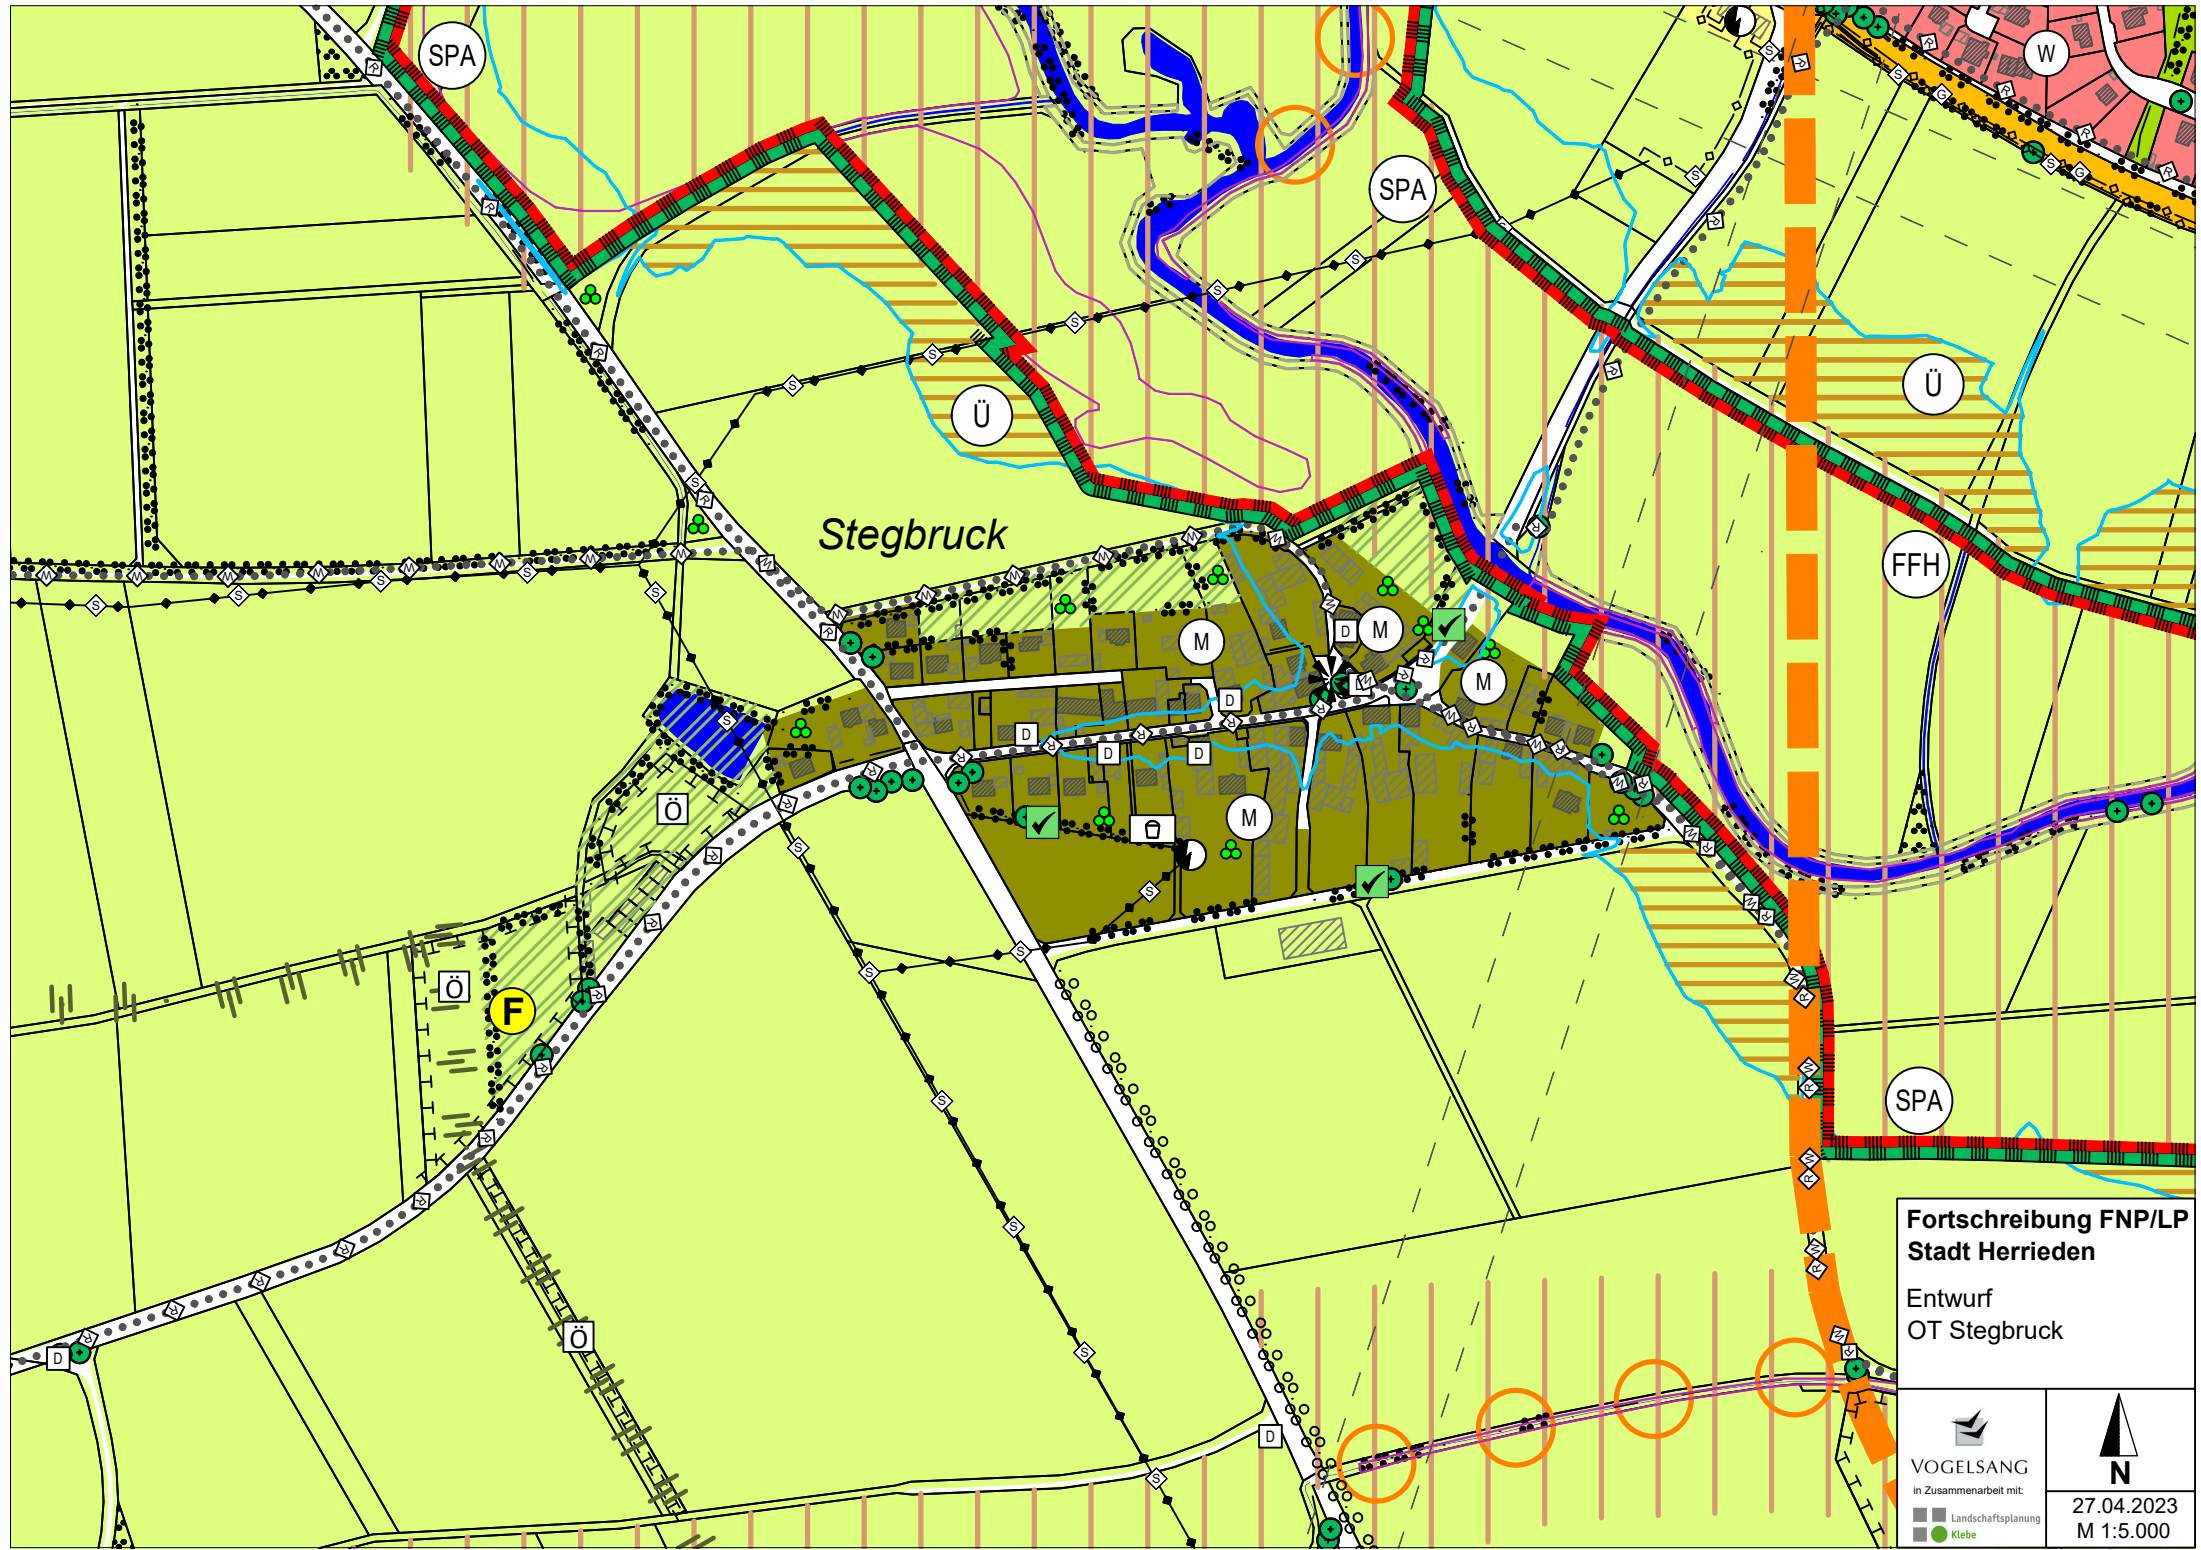 SPA
W
SPA
Ü
Ü
Stegbruck
FFH
M
D
M
M
D
D
D
D
M
Ö
Ö
F
SPA
Ö
D
D
Fortschreibung FNP/LP
Stadt Herrieden
Entwurf
OT Stegbruck
VOGELSANG
in Zusammenarbeit mit:
Landschaftsplanung
Klebe
N
27.04.2023
M 1:5.000